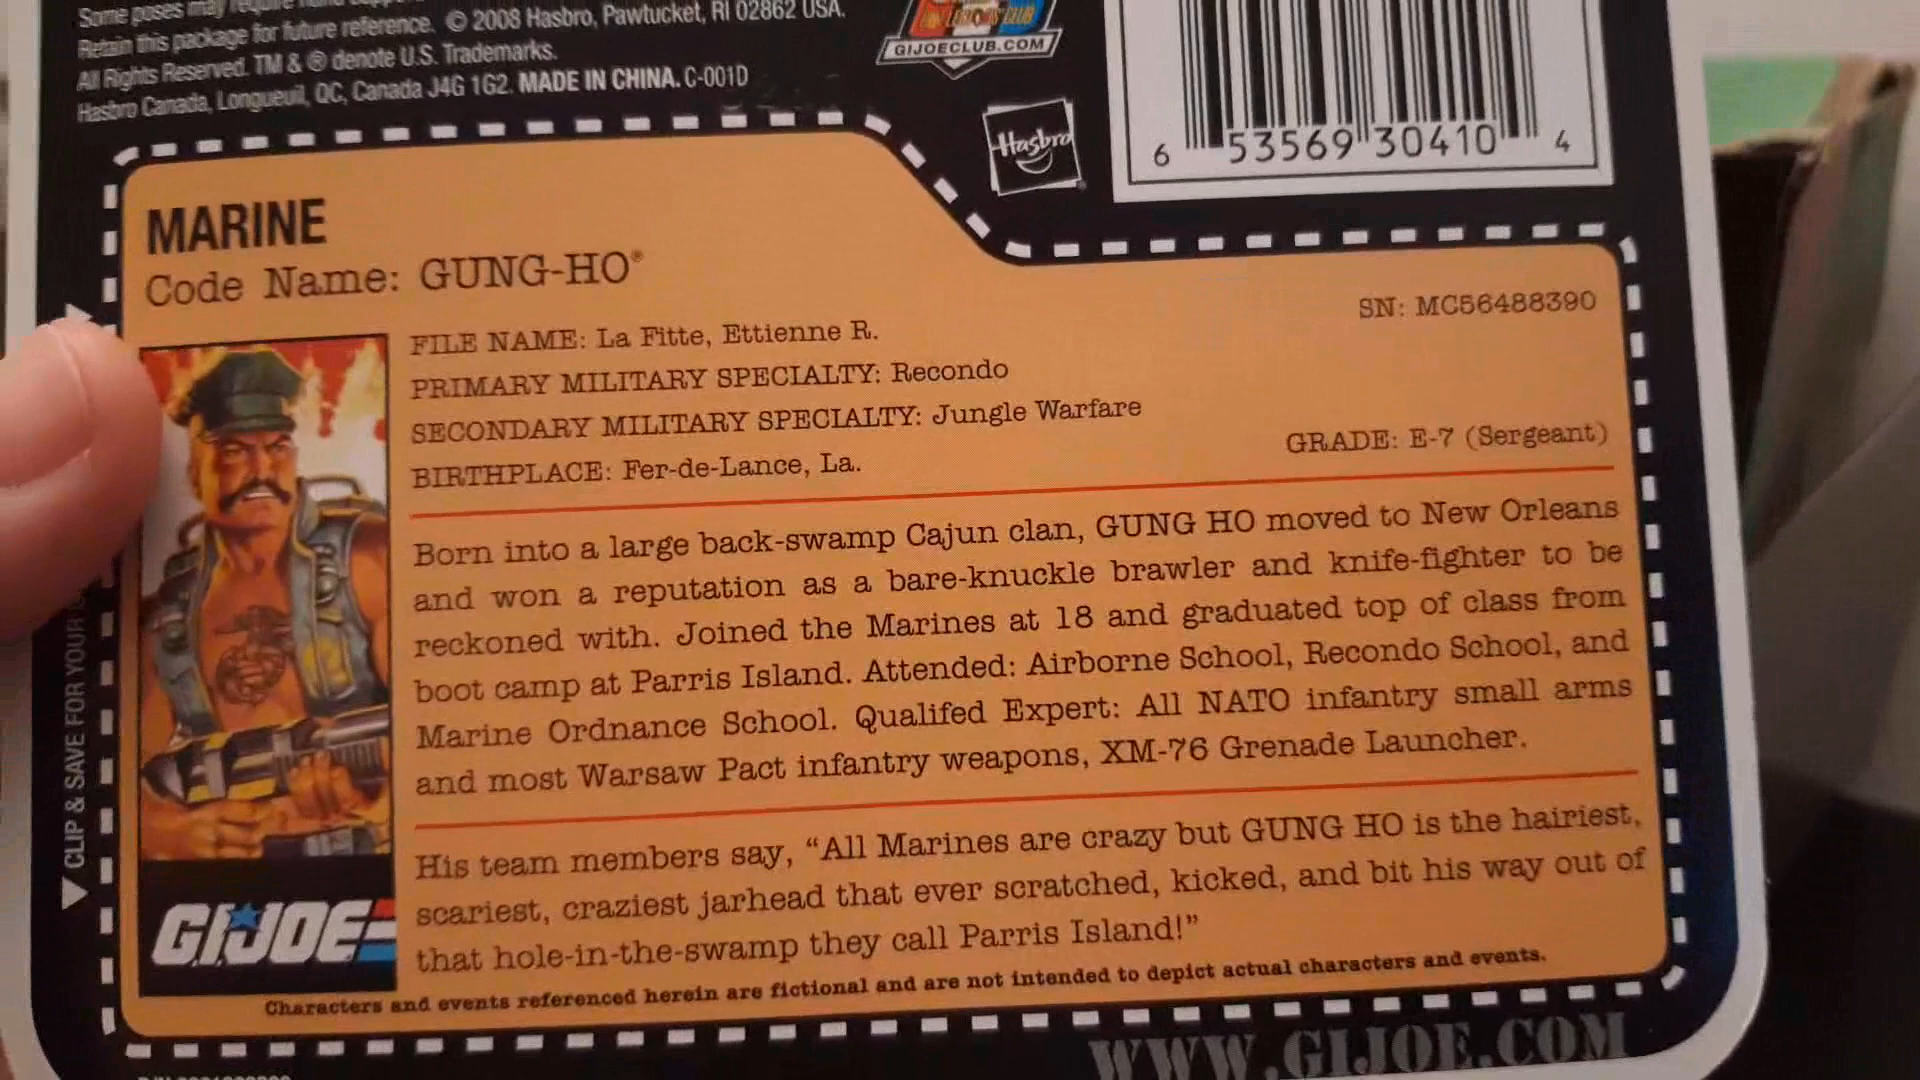 Some poses may require
Retain this package for future reference. © 2008 Hasbro, Pawtucket, RI 02862 USA.
All Rights Reserved. TM & ® denote U.S. Trademarks.
Hasbro Canada, Longueuil, QC, Canada J4G 1G2. MADE IN CHINA. C-001D
CLUB
GIJOECLUB.COM
Hasbro
6 53569 30410 4
MARINE
Code Name: GUNG-HO®
SN: MC56488390
FILE NAME: La Fitte, Ettienne R.
PRIMARY MILITARY SPECIALTY: Recondo
SECONDARY MILITARY SPECIALTY: Jungle Warfare
BIRTHPLACE: Fer-de-Lance, La.
GRADE: E-7 (Sergeant)
Born into a large back-swamp Cajun clan, GUNG HO moved to New Orleans
and won a reputation as a bare-knuckle brawler and knife-fighter to be
reckoned with. Joined the Marines at 18 and graduated top of class from
boot camp at Parris Island. Attended: Airborne School, Recondo School, and
Marine Ordnance School. Qualifed Expert: All NATO infantry small arms
and most Warsaw Pact infantry weapons, XM-76 Grenade Launcher.
His team members say, “All Marines are crazy but GUNG HO is the hairiest,
scariest, craziest jarhead that ever scratched, kicked, and bit his way out of
that hole-in-the-swamp they call Parris Island!”
Characters and events referenced herein are fictional and are not intended to depict actual characters and events.
G.I. JOE
CLIP & SAVE FOR YOUR
WWW.GIJOE.COM